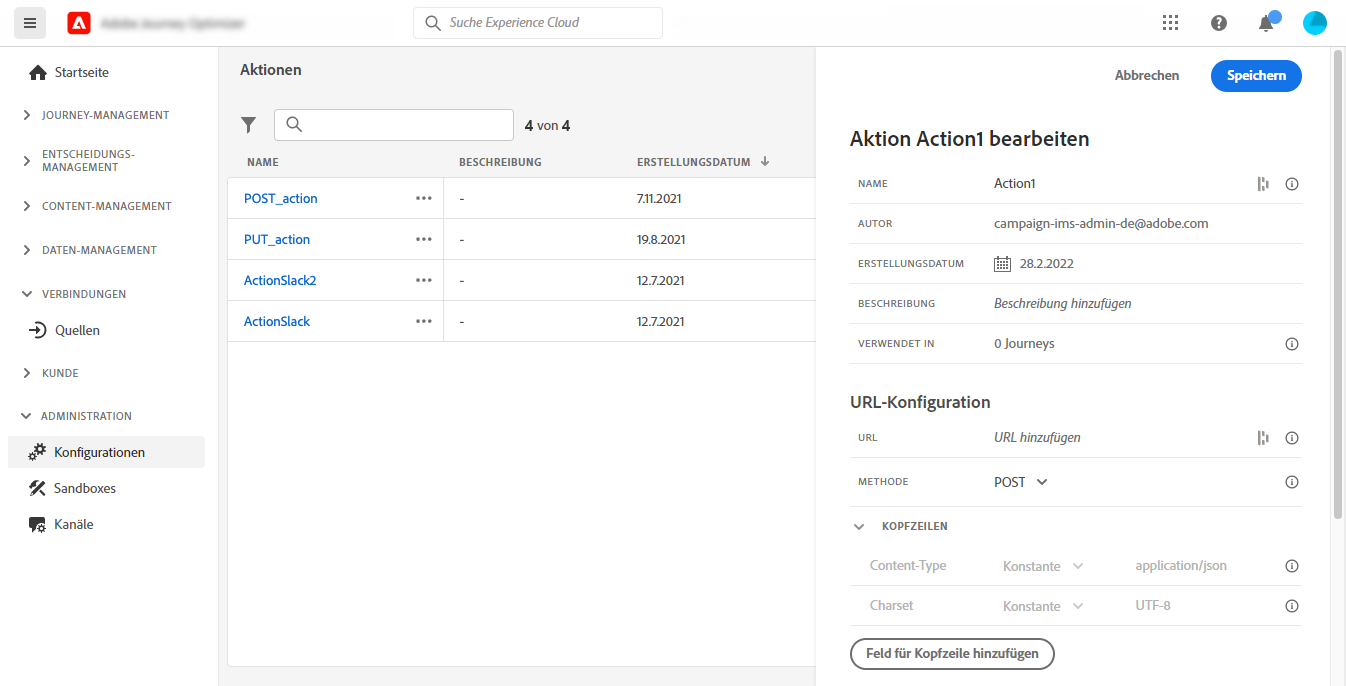 Suche Experience Cloud
Startseite
JOURNEY-MANAGEMENT
ENTSCHEIDUNGS-
MANAGEMENT
CONTENT-MANAGEMENT
DATEN-MANAGEMENT
VERBINDUNGEN
Quellen
KUNDE
ADMINISTRATION
Konfigurationen
Sandboxes
Kanäle
Aktionen
4 von 4
NAME BESCHREIBUNG ERSTELLUNGSDATUM
POST_action - 7.11.2021
PUT_action - 19.8.2021
ActionSlack2 - 12.7.2021
ActionSlack - 12.7.2021
Abbrechen Speichern
Aktion Action1 bearbeiten
NAME Action1
AUTOR campaign-ims-admin-de@adobe.com
ERSTELLUNGSDATUM 28.2.2022
BESCHREIBUNG Beschreibung hinzufügen
VERWENDET IN 0 Journeys
URL-Konfiguration
URL URL hinzufügen
METHODE POST
KOPFZEILEN
Content-Type Konstante application/json
Charset Konstante UTF-8
Feld für Kopfzeile hinzufügen